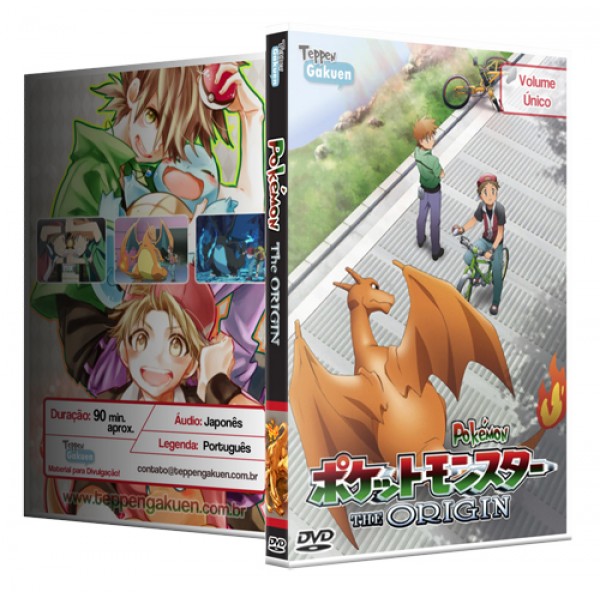 Teppen
Gakuen
Volume
Único
Pokémon
ポケットモンスター
THE ORIGIN
DVD
Pokémon
The ORIGIN
DVD
Duração: 90 min.
aprox.
Áudio: Japonês
Legenda: Português
Teppen
Gakuen
Material para Divulgação!
contato@teppengakuen.com.br
www.teppengakuen.com.br